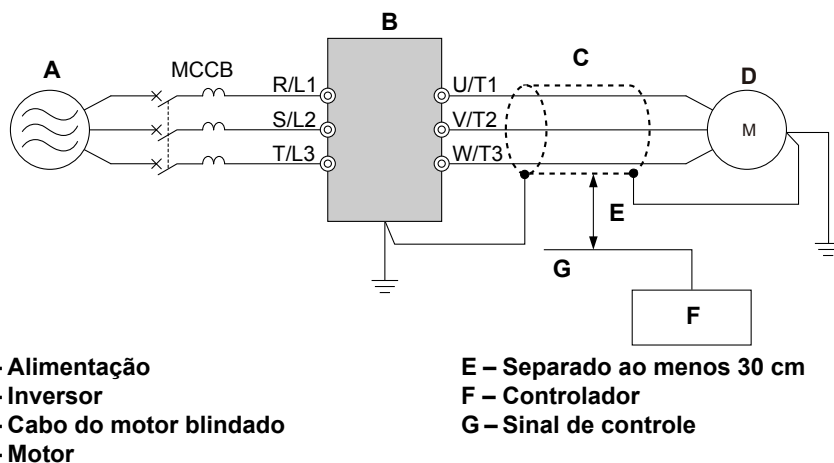 B
A
MCCB
C
D
R/L1
U/T1
S/L2
V/T2
M
T/L3
W/T3
E
G
F
– Alimentação
– Inversor
– Cabo do motor blindado
– Motor
E – Separado ao menos 30 cm
F – Controlador
G – Sinal de controle